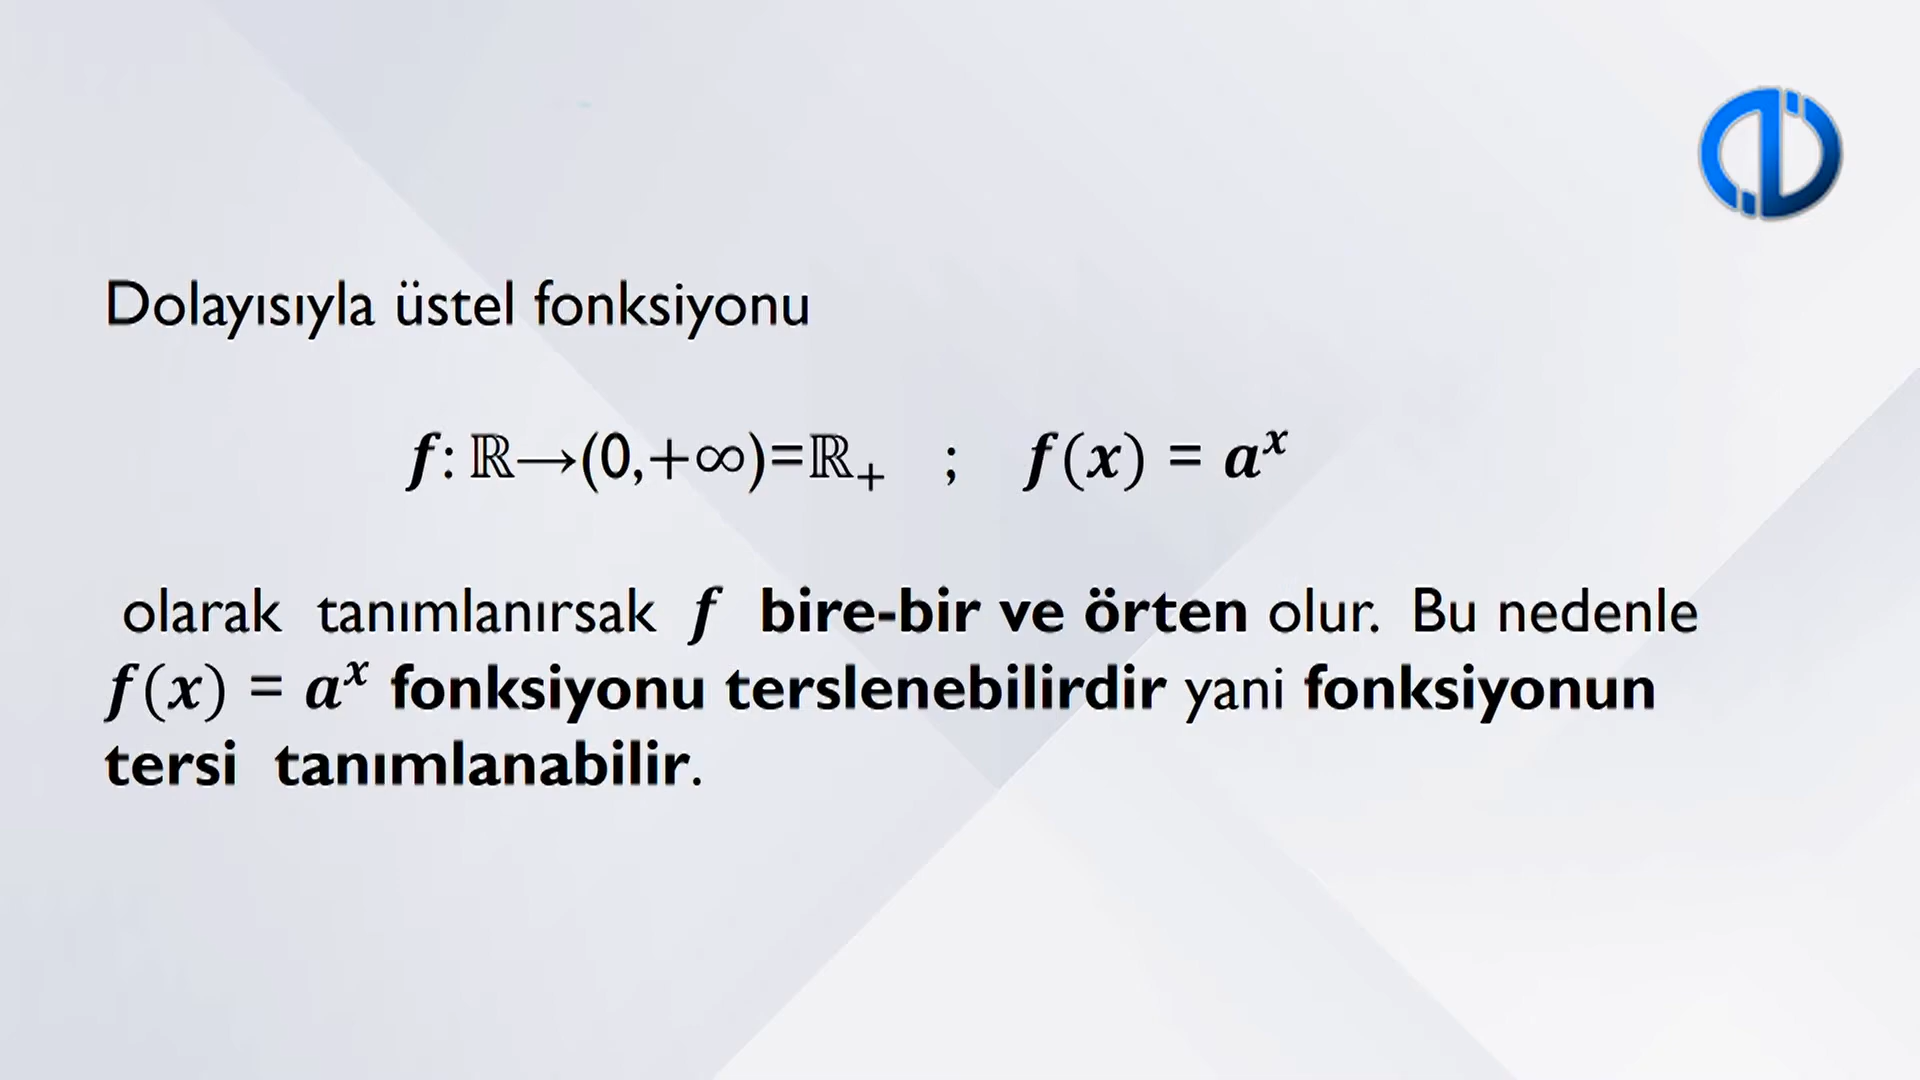 Dolayısıyla üstel fonksiyonu
f: ℝ→(0,+∞)=ℝ₊ ; f(x) = aˣ
olarak tanımlanırsak f bire-bir ve örten olur. Bu nedenle
f(x) = aˣ fonksiyonu terslenebilirdir yani fonksiyonun
tersi tanımlanabilir.